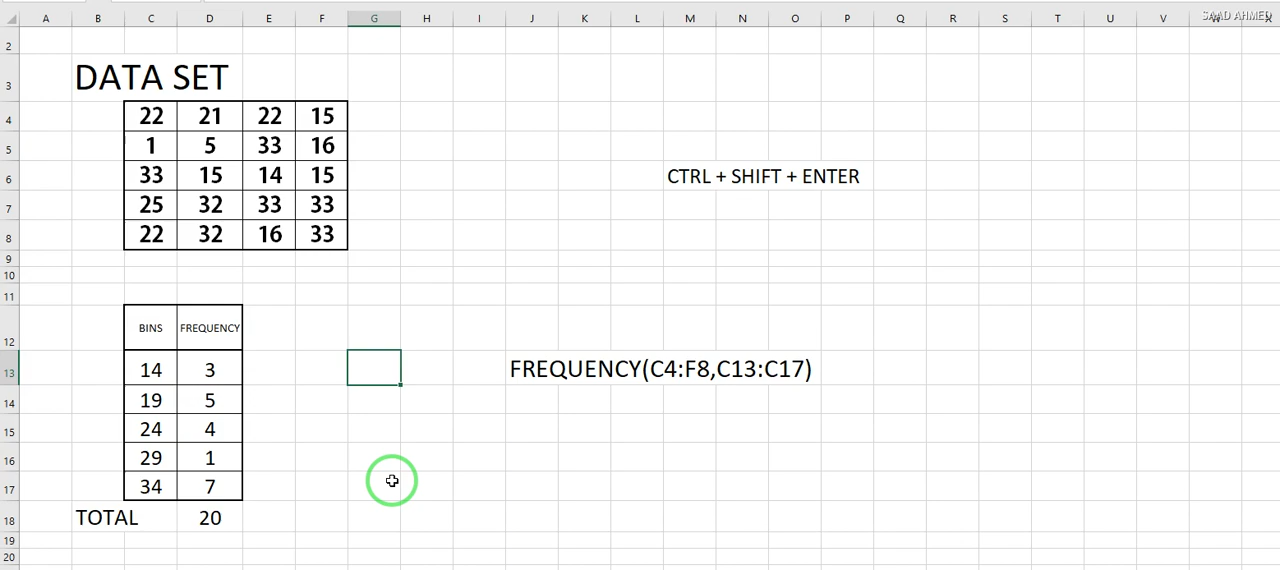 A B C D E F G H I J K L M N O P Q R S T U V W X
SAAD AHMED
2
3 DATA SET
4 22 21 22 15
5 1 5 33 16
6 33 15 14 15 CTRL + SHIFT + ENTER
7 25 32 33 33
8 22 32 16 33
9
10
11
12 BINS FREQUENCY
13 14 3 FREQUENCY(C4:F8,C13:C17)
14 19 5
15 24 4
16 29 1
17 34 7
18 TOTAL 20
19
20